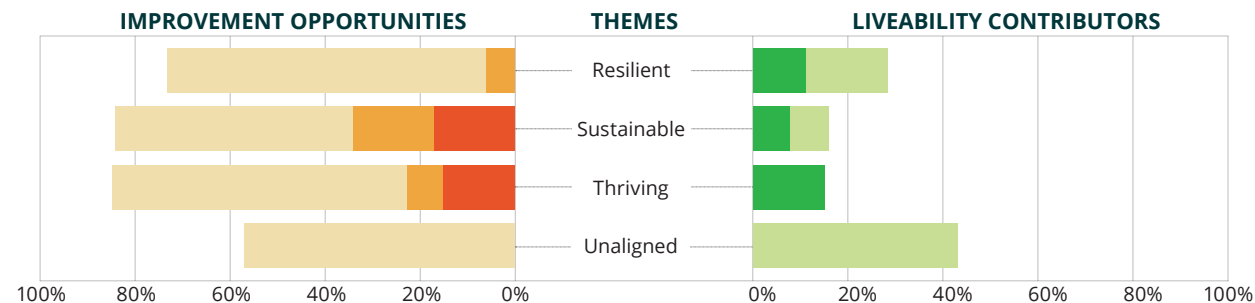 IMPROVEMENT OPPORTUNITIES THEMES LIVEABILITY CONTRIBUTORS
Resilient
Sustainable
Thriving
Unaligned
100% 80% 60% 40% 20% 0% 0% 20% 40% 60% 80% 100%